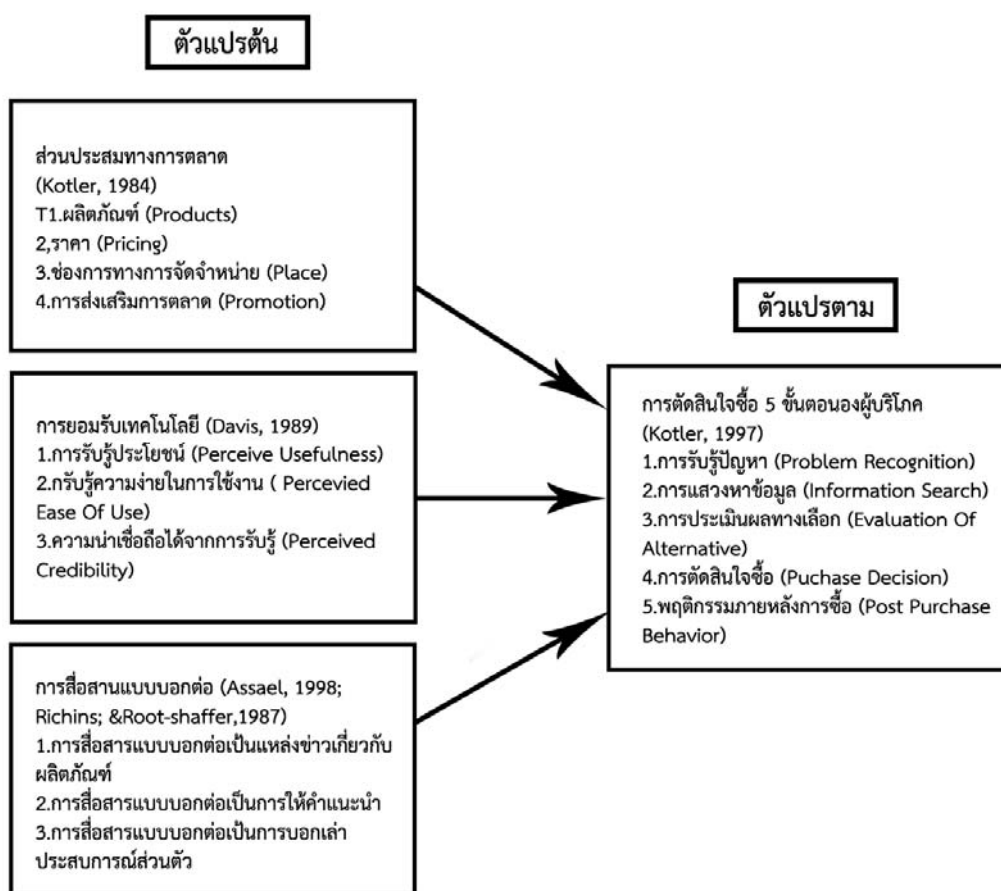 ตัวแปรต้น
ส่วนประสมทางการตลาด
(Kotler, 1984)
T1.ผลิตภัณฑ์ (Products)
2,ราคา (Pricing)
3.ช่องการทางการจัดจำหน่าย (Place)
4.การส่งเสริมการตลาด (Promotion)
การยอมรับเทคโนโลยี (Davis, 1989)
1.การรับรู้ประโยชน์ (Perceive Usefulness)
2.กรับรู้ความง่ายในการใช้งาน ( Percevied
Ease Of Use)
3.ความน่าเชื่อถือได้จากการรับรู้ (Perceived
Credibility)
การสื่อสานแบบบอกต่อ (Assael, 1998;
Richins; &Root-shaffer,1987)
1.การสื่อสารแบบบอกต่อเป้นแหล่งข่าวเกี่ยวกับ
ผลิตภัณฑ์
2.การสื่อสารแบบบอกต่อเป็นการให้คำแนะนำ
3.การสื่อสารแบบบอกต่อเป็นการบอกเล่า
ประสบการณ์ส่วนตัว
ตัวแปรตาม
การตัดสินใจซื้อ 5 ขั้นตอนองผู้บริโภค
(Kotler, 1997)
1.การรับรู้ปัญหา (Problem Recognition)
2.การแสวงหาข้อมูล (Information Search)
3.การประเมินผลทางเลือก (Evaluation Of
Alternative)
4.การตัดสินใจซื้อ (Puchase Decision)
5.พฤติกรรมภายหลังการซื้อ (Post Purchase
Behavior)